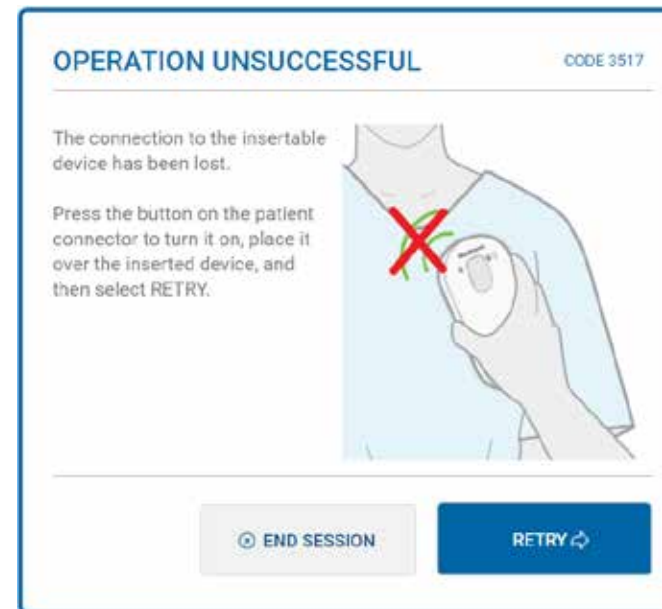 OPERATION UNSUCCESSFUL
CODE 3517
The connection to the insertable
device has been lost.
Press the button on the patient
connector to turn it on, place it
over the inserted device, and
then select RETRY.
END SESSION
RETRY